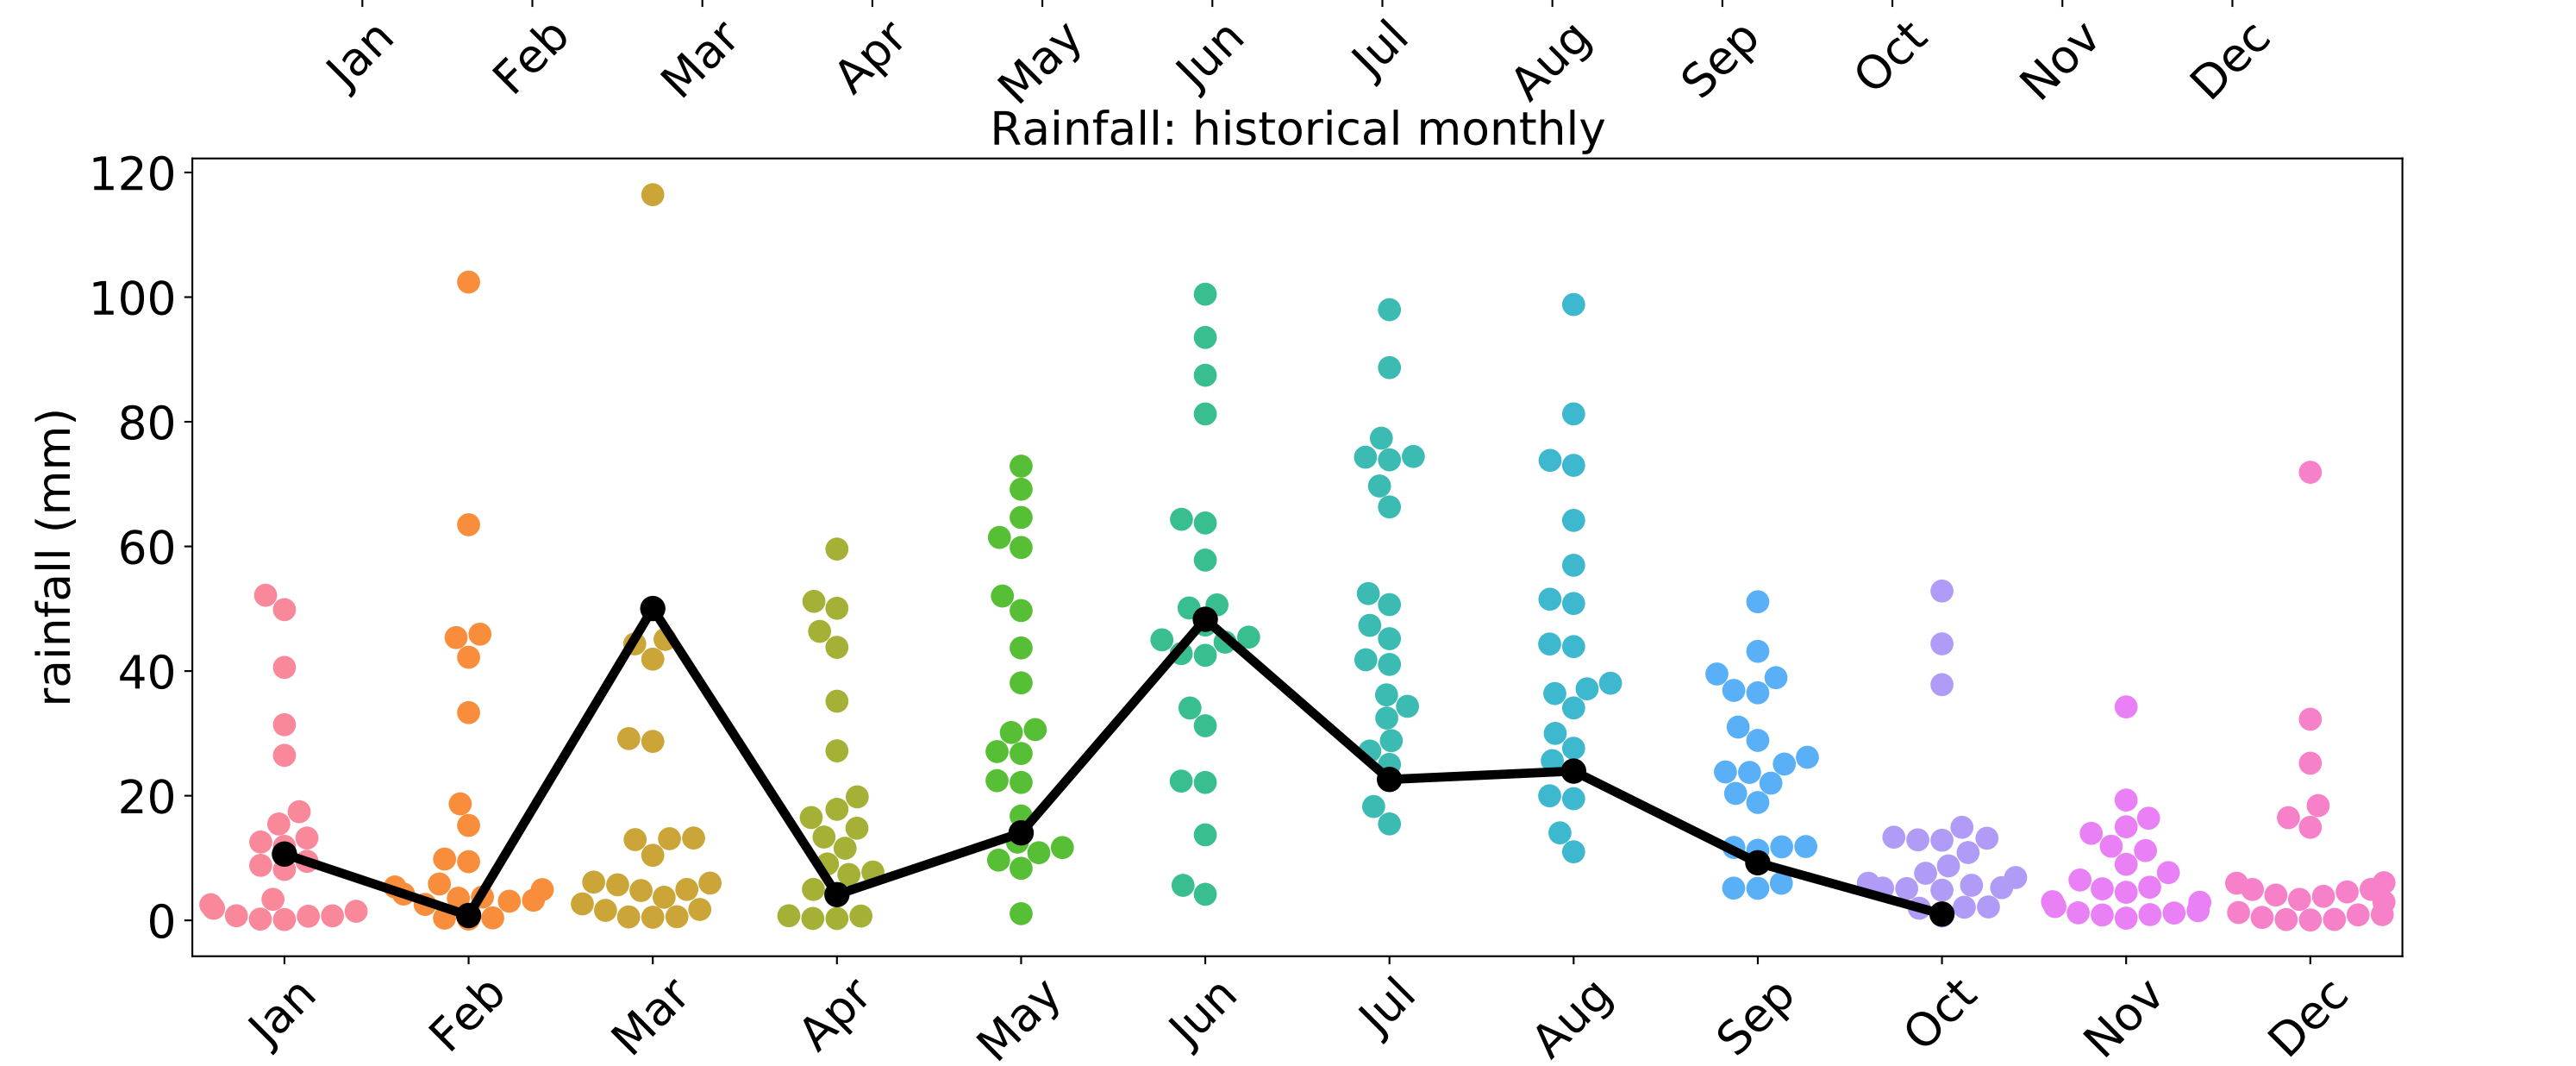 Jan Feb Mar Apr May Jun Jul Aug Sep Oct Nov Dec
Rainfall: historical monthly
120
100
80
60
40
20
0
rainfall (mm)
Jan Feb Mar Apr May Jun Jul Aug Sep Oct Nov Dec